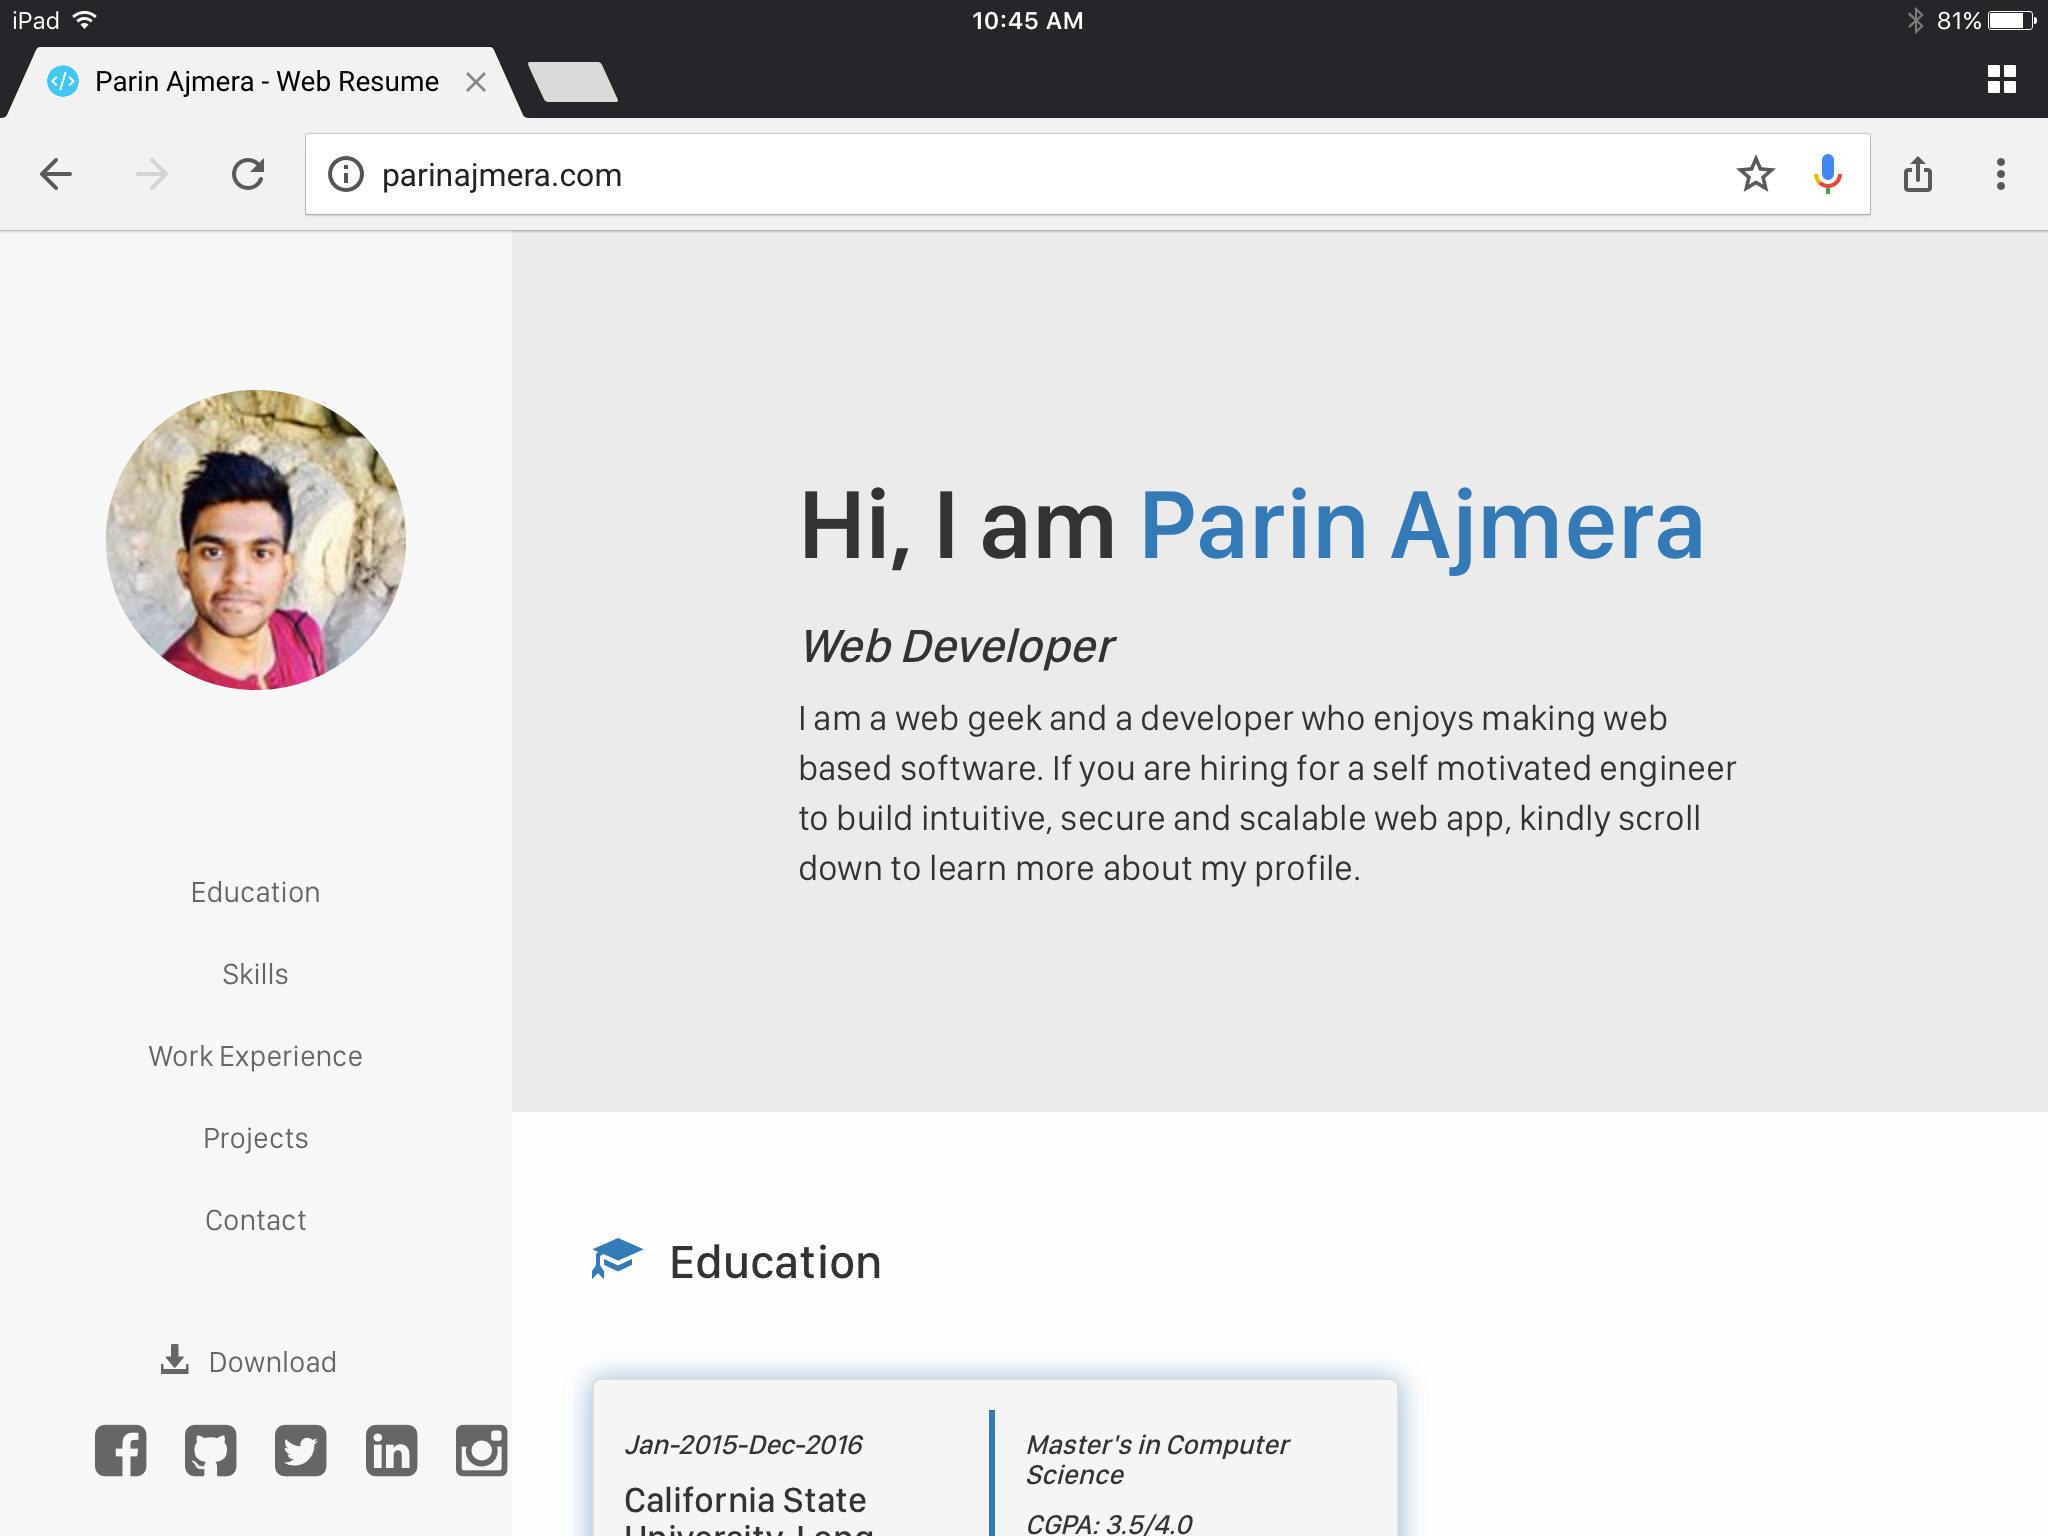 iPad 10:45 AM 81%
Parin Ajmera - Web Resume
parinajmera.com
Education
Skills
Work Experience
Projects
Contact
Download
Hi, I am Parin Ajmera
Web Developer
I am a web geek and a developer who enjoys making web
based software. If you are hiring for a self motivated engineer
to build intuitive, secure and scalable web app, kindly scroll
down to learn more about my profile.
Education
Jan-2015-Dec-2016
California State
University, Long
Master's in Computer
Science
CGPA: 3.5/4.0